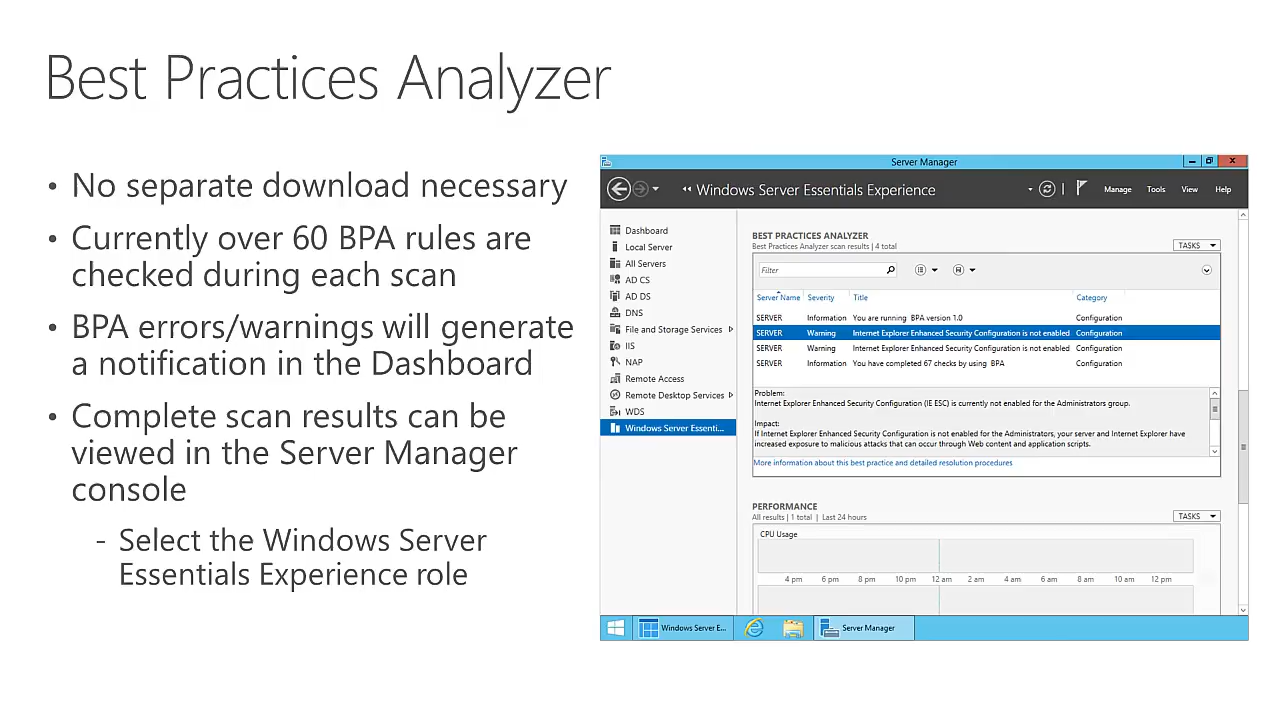 Best Practices Analyzer
• No separate download necessary
• Currently over 60 BPA rules are
checked during each scan
• BPA errors/warnings will generate
a notification in the Dashboard
• Complete scan results can be
viewed in the Server Manager
console
- Select the Windows Server
Essentials Experience role
Server Manager
Windows Server Essentials Experience
Manage Tools View Help
Dashboard
Local Server
All Servers
AD CS
AD DS
DNS
File and Storage Services
IIS
NAP
Remote Access
Remote Desktop Services
WDS
Windows Server Essenti...
BEST PRACTICES ANALYZER
Best Practices Analyzer scan results | 4 total
TASKS
Filter
Server Name Severity Title Category
SERVER Information You are running BPA version 1.0 Configuration
SERVER Warning Internet Explorer Enhanced Security Configuration is not enabled Configuration
SERVER Warning Internet Explorer Enhanced Security Configuration is not enabled Configuration
SERVER Information You have completed 67 checks by using BPA Configuration
Problem:
Internet Explorer Enhanced Security Configuration (IE ESC) is currently not enabled for the Administrators group.
Impact:
If Internet Explorer Enhanced Security Configuration is not enabled for the Administrators, your server and Internet Explorer have
increased exposure to malicious attacks that can occur through Web content and application scripts.
More information about this best practice and detailed resolution procedures
PERFORMANCE
All results | 1 total | Last 24 hours
TASKS
CPU Usage
4 pm 6 pm 8 pm 10 pm 12 am 2 am 4 am 6 am 8 am 10 am 12 pm
Windows Server E...
Server Manager